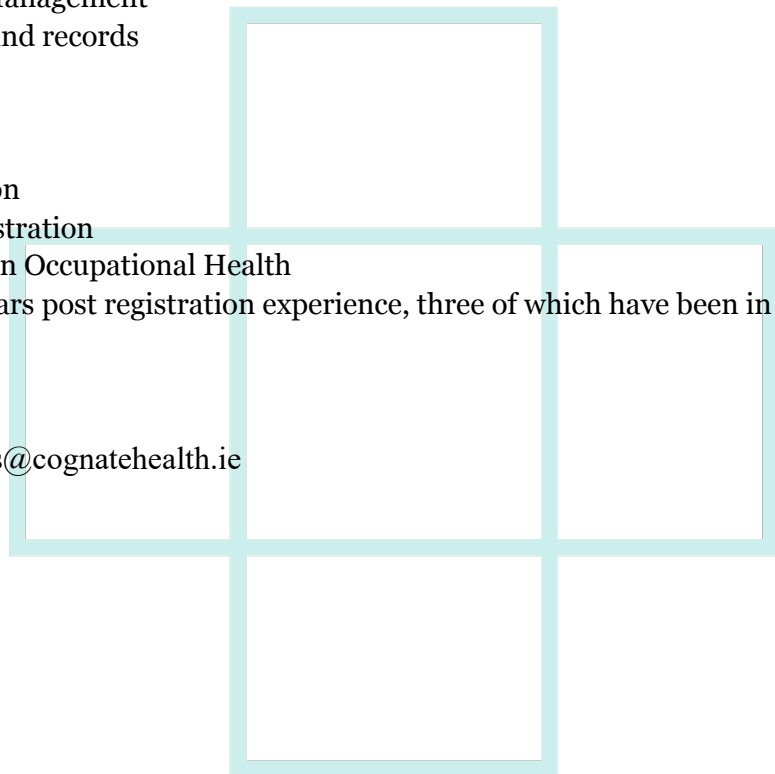 anagement
nd records
on
stration
n Occupational Health
ars post registration experience, three of which have been in
s@cognatehealth.ie